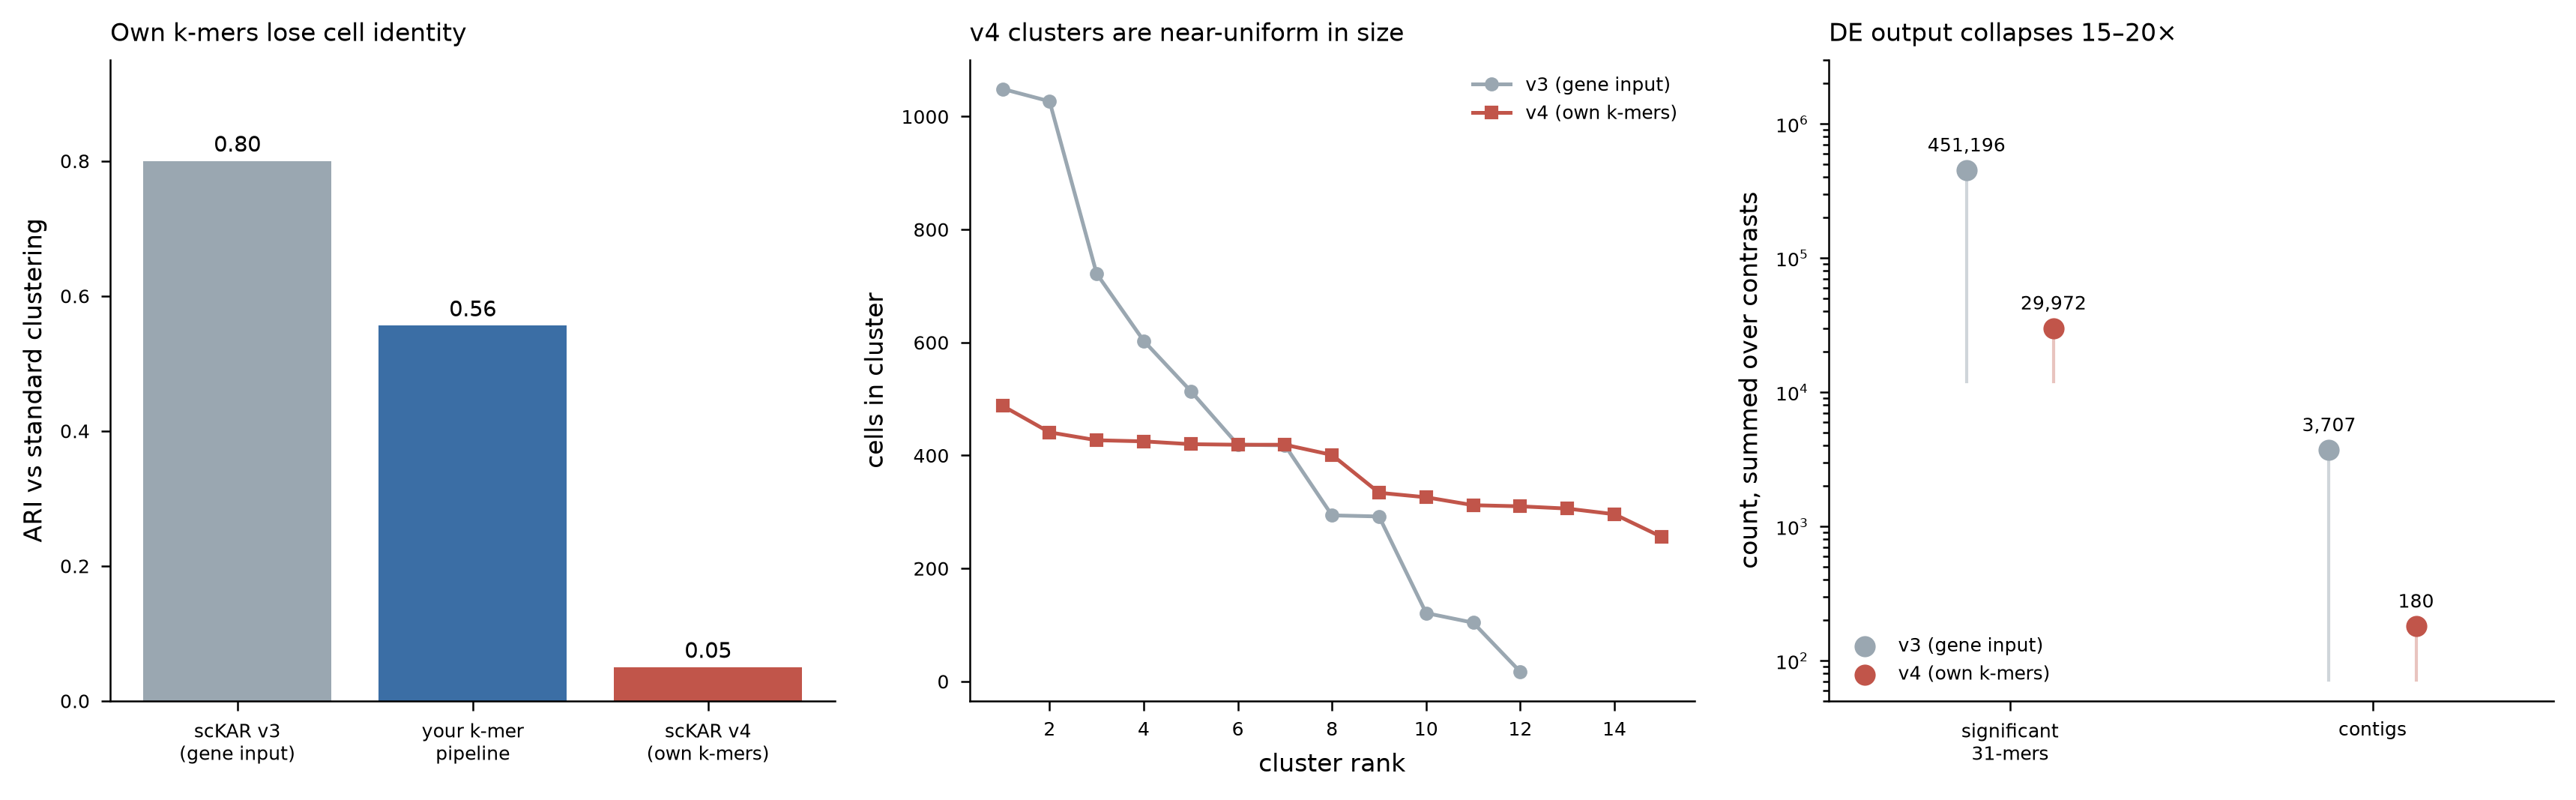 Own k-mers lose cell identity
ARI vs standard clustering
0.8
0.6
0.4
0.2
0.0
0.80
0.56
0.05
scKAR v3
(gene input)
your k-mer
pipeline
scKAR v4
(own k-mers)
v4 clusters are near-uniform in size
cells in cluster
1000
800
600
400
200
0
v3 (gene input)
v4 (own k-mers)
2 4 6 8 10 12 14
cluster rank
DE output collapses 15–20×
count, summed over contrasts
10⁶
10⁵
10⁴
10³
10²
451,196
29,972
3,707
180
v3 (gene input)
v4 (own k-mers)
significant
31-mers
contigs